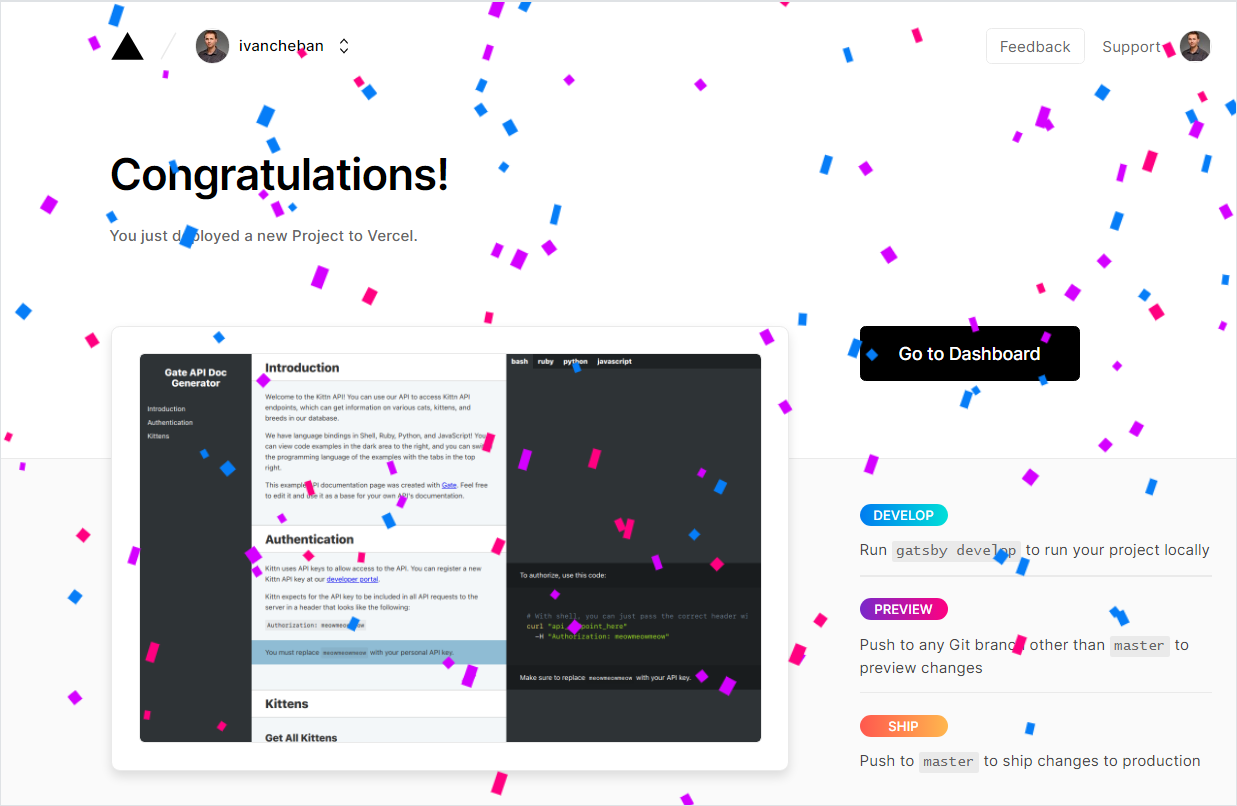 ivancheban
Feedback
Support
Congratulations!
You just deployed a new Project to Vercel.
Go to Dashboard
Gate API Doc
Generator
Introduction
Authentication
Kittens
Introduction
Welcome to the Kittn API! You can use our API to access Kittn API
endpoints, which can get information on various cats, kittens, and
breeds in our database.
We have language bindings in Shell, Ruby, Python, and JavaScript! You
can view code examples in the dark area to the right, and you can switch
the programming language of the examples with the tabs in the top
right.
This example API documentation page was created with Gate. Feel free
to edit it and use it as a base for your own API's documentation.
Authentication
Kittn uses API keys to allow access to the API. You can register a new
Kittn API key at our developer portal.
Kittn expects for the API key to be included in all API requests to the
server in a header that looks like the following:
Authorization: meowmeowmeow
You must replace meowmeowmeow with your personal API key.
Kittens
Get All Kittens
bash ruby python javascript
To authorize, use this code:
# With shell, you can just pass the correct header wi
curl "api_endpoint_here"
-H "Authorization: meowmeowmeow"
Make sure to replace meowmeowmeow with your API key.
DEVELOP
Run gatsby develop to run your project locally
PREVIEW
Push to any Git branch other than master to
preview changes
SHIP
Push to master to ship changes to production